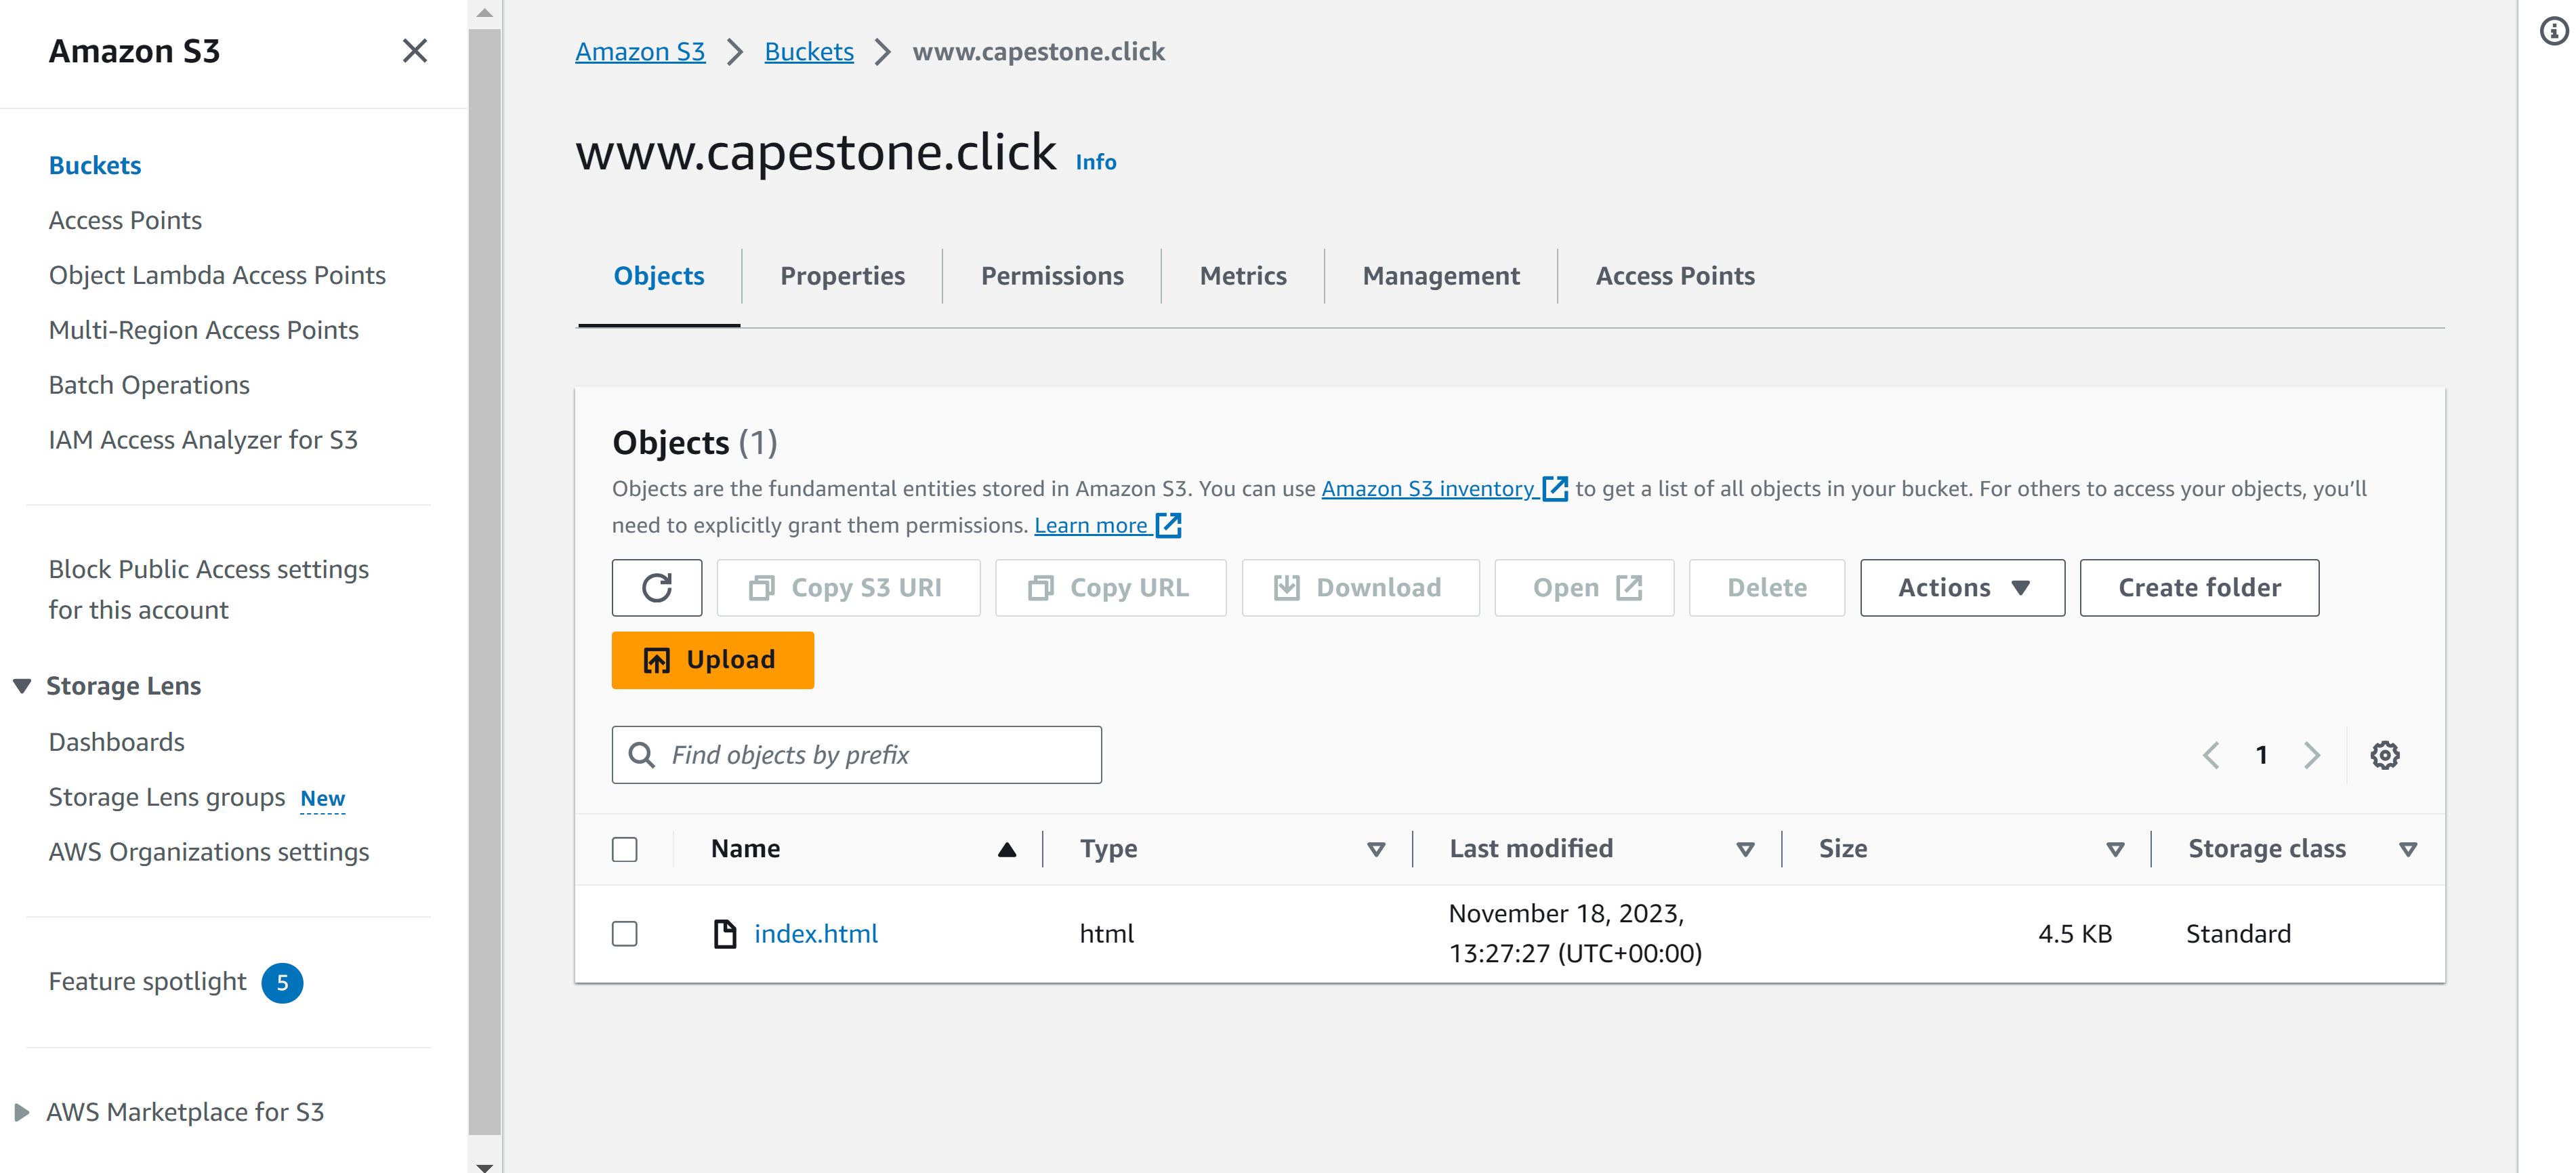 Amazon S3
Buckets
Access Points
Object Lambda Access Points
Multi-Region Access Points
Batch Operations
IAM Access Analyzer for S3
Block Public Access settings
for this account
Storage Lens
Dashboards
Storage Lens groups New
AWS Organizations settings
Feature spotlight 5
AWS Marketplace for S3
Amazon S3 Buckets www.capestone.click
www.capestone.click Info
Objects Properties Permissions Metrics Management Access Points
Objects (1)
Objects are the fundamental entities stored in Amazon S3. You can use Amazon S3 inventory to get a list of all objects in your bucket. For others to access your objects, you’ll
need to explicitly grant them permissions. Learn more
Copy S3 URI Copy URL Download Open Delete Actions Create folder
Upload
Find objects by prefix 1
Name Type Last modified Size Storage class
index.html html November 18, 2023, 4.5 KB Standard
13:27:27 (UTC+00:00)